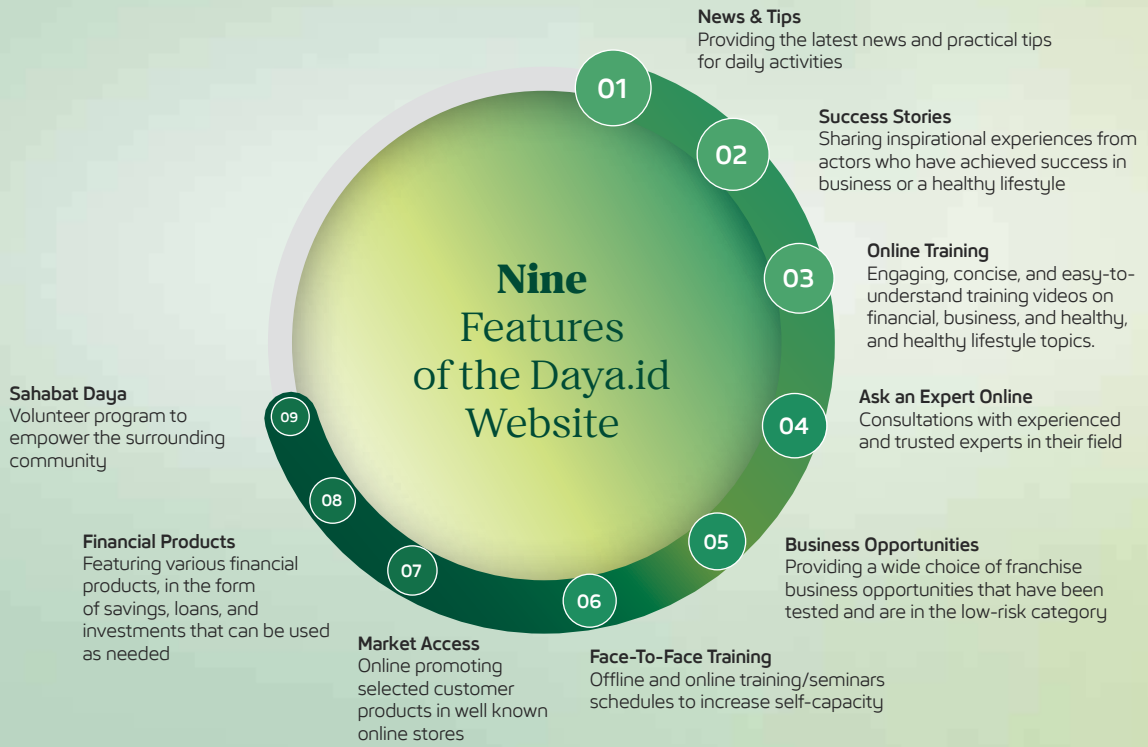 Nine
Features
of the Daya.id
Website
01
News & Tips
Providing the latest news and practical tips
for daily activities
02
Success Stories
Sharing inspirational experiences from
actors who have achieved success in
business or a healthy lifestyle
03
Online Training
Engaging, concise, and easy-to-
understand training videos on
financial, business, and healthy,
and healthy lifestyle topics.
04
Ask an Expert Online
Consultations with experienced
and trusted experts in their field
05
Business Opportunities
Providing a wide choice of franchise
business opportunities that have been
tested and are in the low-risk category
06
Face-To-Face Training
Offline and online training/seminars
schedules to increase self-capacity
07
Market Access
Online promoting
selected customer
products in well known
online stores
08
Financial Products
Featuring various financial
products, in the form
of savings, loans, and
investments that can be used
as needed
09
Sahabat Daya
Volunteer program to
empower the surrounding
community